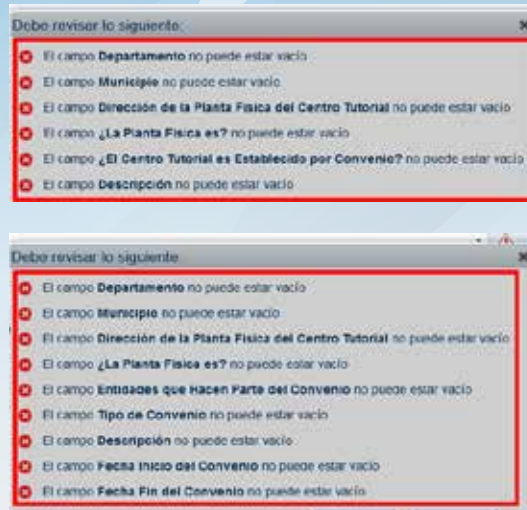 Debe revisar lo siguiente:
El campo Departamento no puede estar vacío
El campo Municipio no puede estar vacío
El campo Dirección de la Planta Física del Centro Tutorial no puede estar vacío
El campo ¿La Planta Física es? no puede estar vacío
El campo ¿El Centro Tutorial es Establecido por Convenio? no puede estar vacío
El campo Descripción no puede estar vacío
Debe revisar lo siguiente:
El campo Departamento no puede estar vacío
El campo Municipio no puede estar vacío
El campo Dirección de la Planta Física del Centro Tutorial no puede estar vacío
El campo ¿La Planta Física es? no puede estar vacío
El campo Entidades que Hacen Parte del Convenio no puede estar vacío
El campo Tipo de Convenio no puede estar vacío
El campo Descripción no puede estar vacío
El campo Fecha Inicio del Convenio no puede estar vacío
El campo Fecha Fin del Convenio no puede estar vacío